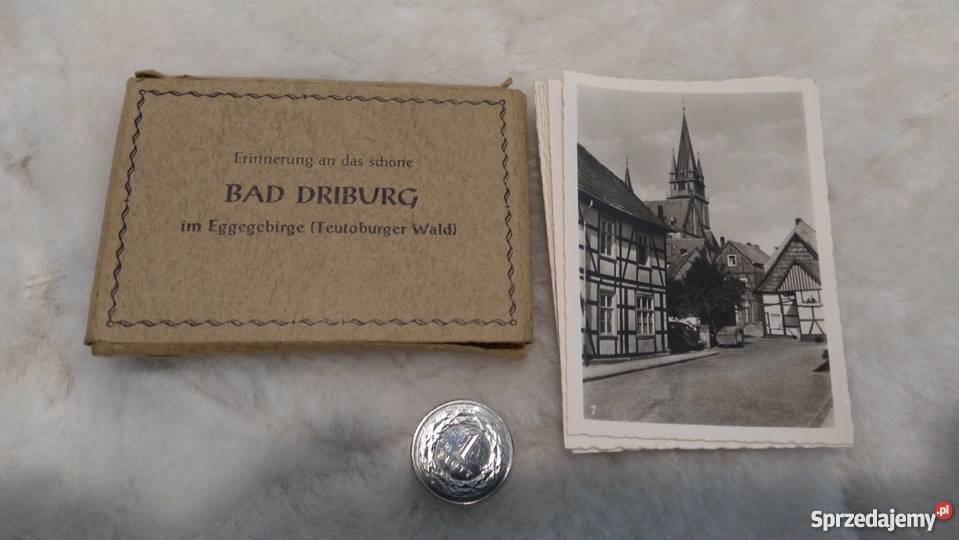 Erinnerung an das schöne
BAD DRIBURG
im Eggegebirge (Teutoburger Wald)
7
1
Sprzedajemy.pl